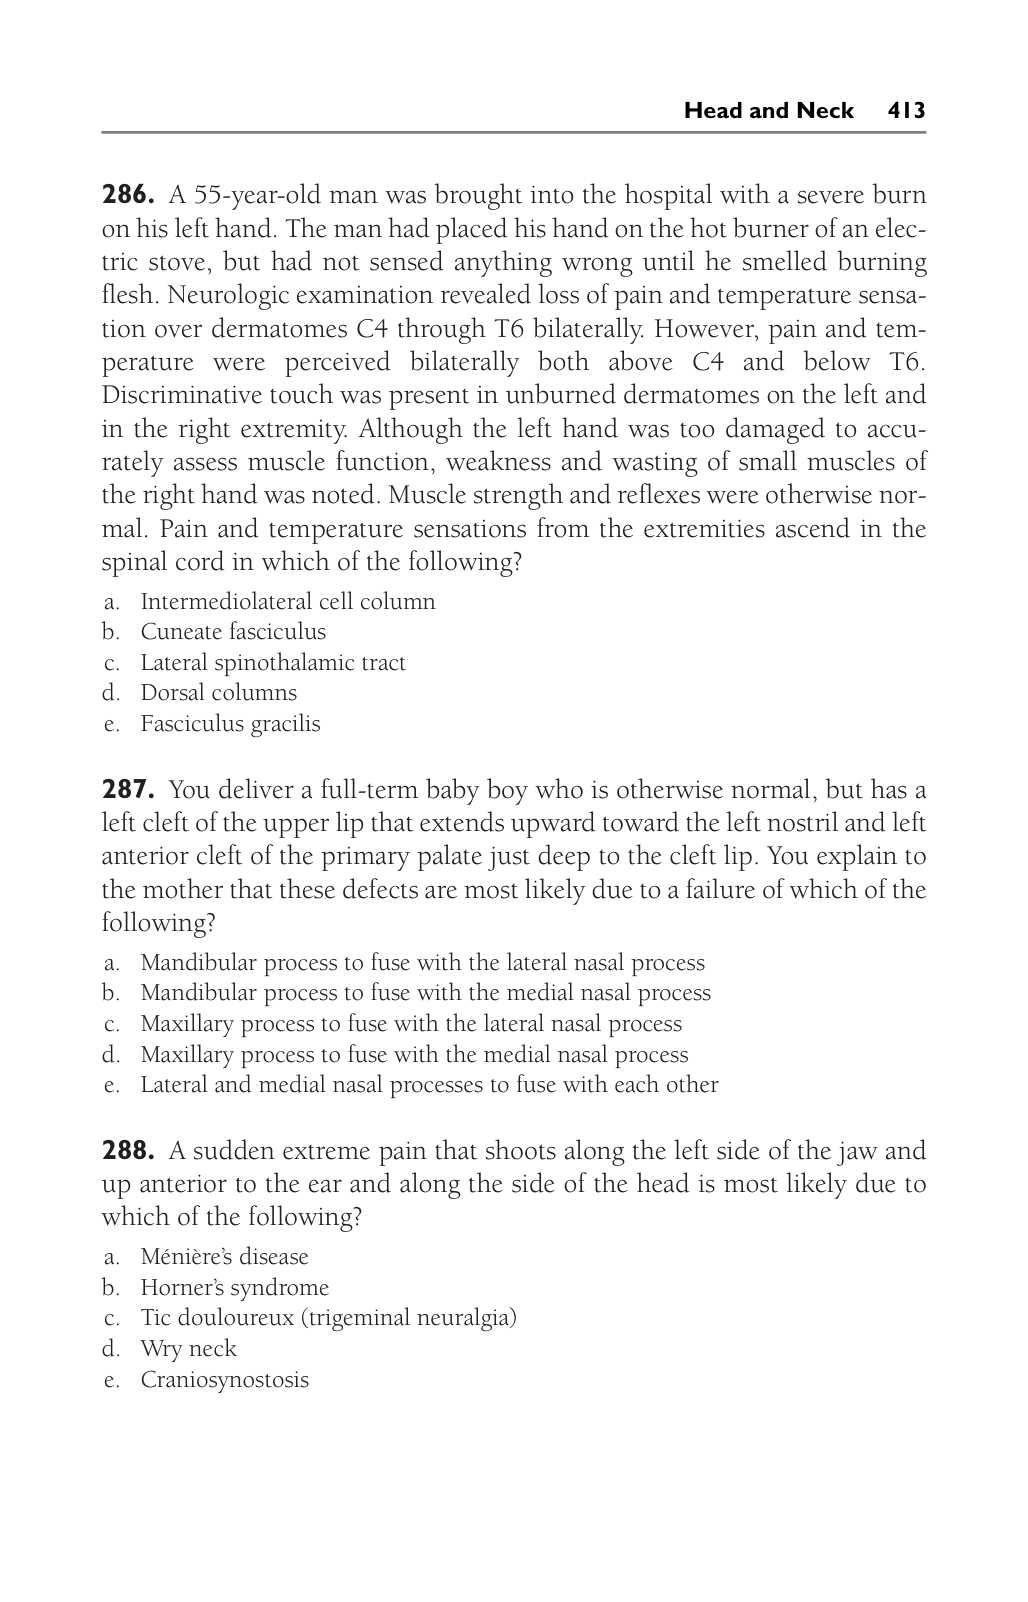 Head and Neck 413
286. A 55-year-old man was brought into the hospital with a severe burn
on his left hand. The man had placed his hand on the hot burner of an elec-
tric stove, but had not sensed anything wrong until he smelled burning
flesh. Neurologic examination revealed loss of pain and temperature sensa-
tion over dermatomes C4 through T6 bilaterally. However, pain and tem-
perature were perceived bilaterally both above C4 and below T6.
Discriminative touch was present in unburned dermatomes on the left and
in the right extremity. Although the left hand was too damaged to accu-
rately assess muscle function, weakness and wasting of small muscles of
the right hand was noted. Muscle strength and reflexes were otherwise nor-
mal. Pain and temperature sensations from the extremities ascend in the
spinal cord in which of the following?
a. Intermediolateral cell column
b. Cuneate fasciculus
c. Lateral spinothalamic tract
d. Dorsal columns
e. Fasciculus gracilis
287. You deliver a full-term baby boy who is otherwise normal, but has a
left cleft of the upper lip that extends upward toward the left nostril and left
anterior cleft of the primary palate just deep to the cleft lip. You explain to
the mother that these defects are most likely due to a failure of which of the
following?
a. Mandibular process to fuse with the lateral nasal process
b. Mandibular process to fuse with the medial nasal process
c. Maxillary process to fuse with the lateral nasal process
d. Maxillary process to fuse with the medial nasal process
e. Lateral and medial nasal processes to fuse with each other
288. A sudden extreme pain that shoots along the left side of the jaw and
up anterior to the ear and along the side of the head is most likely due to
which of the following?
a. Ménière's disease
b. Horner's syndrome
c. Tic douloureux (trigeminal neuralgia)
d. Wry neck
e. Craniosynostosis